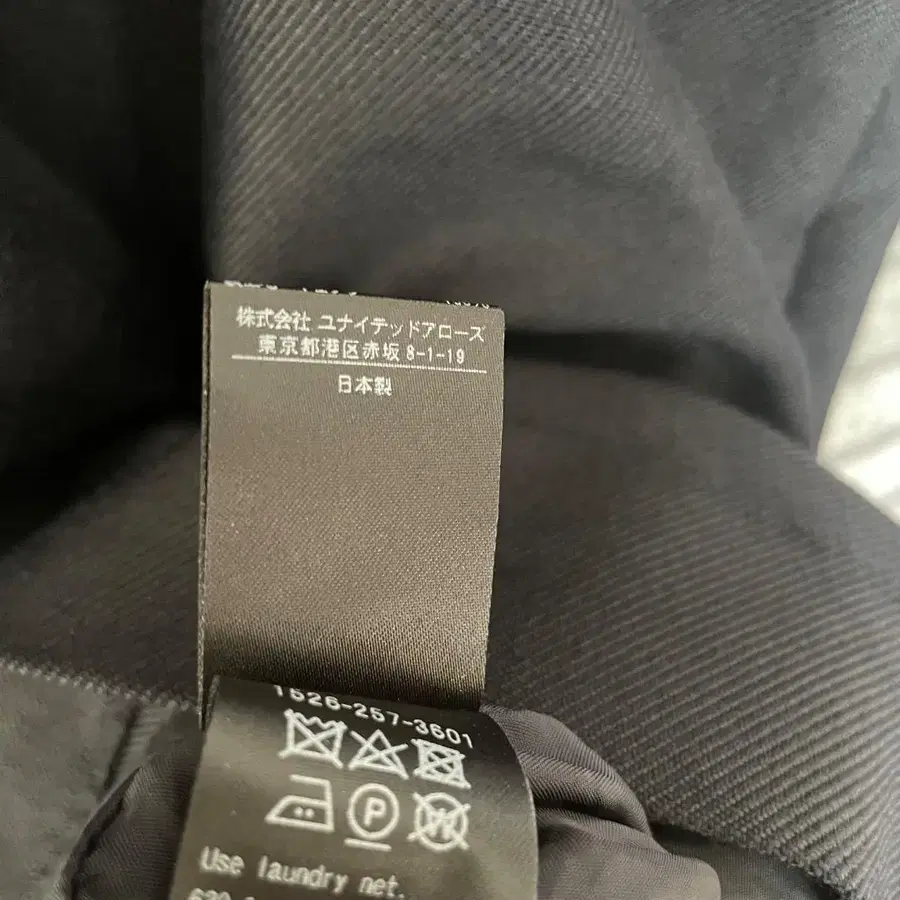 株式会社 ユナイテッドアローズ
東京都港区赤坂 8-1-19
日本製
1526-257-3601
P
W
Use laundry net.